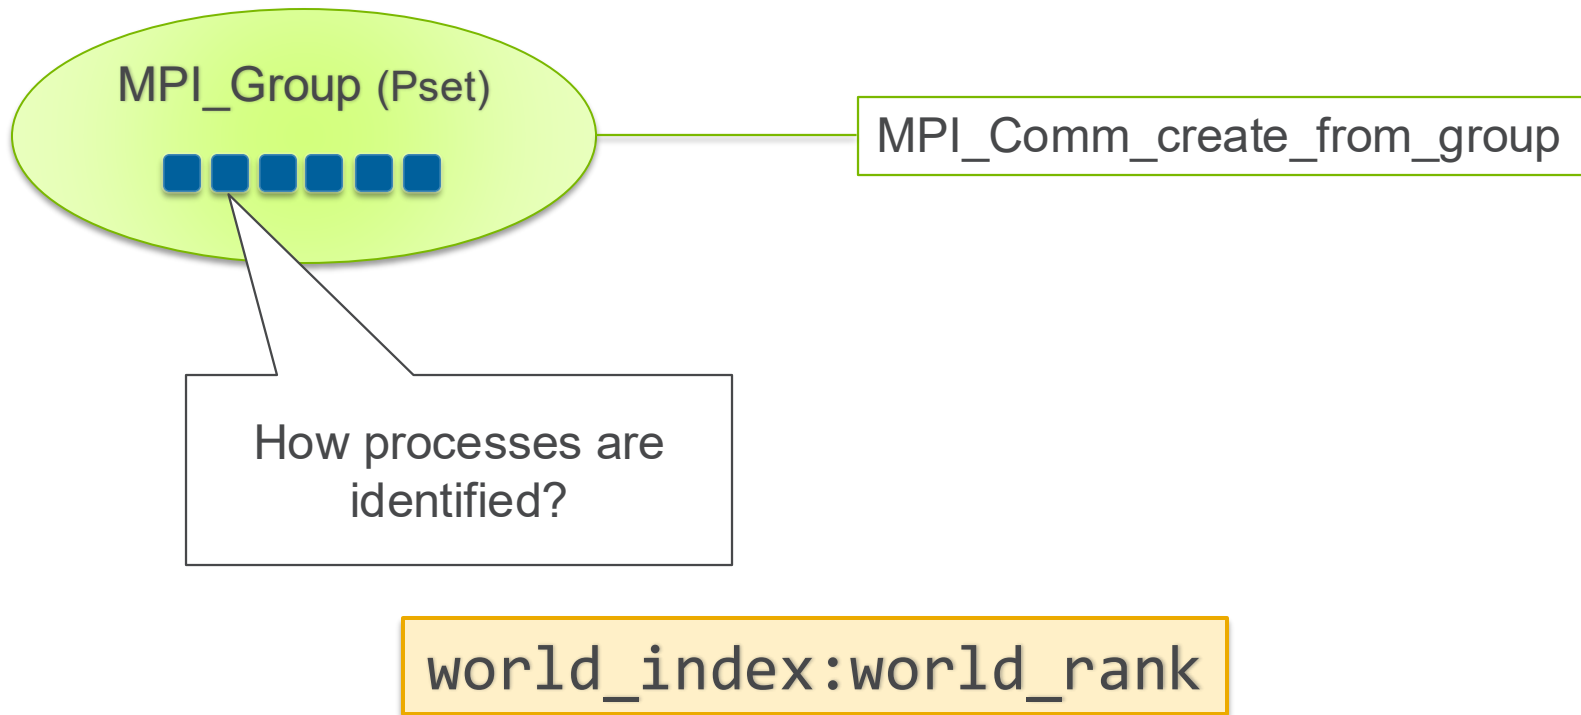 MPI_Group (Pset)
MPI_Comm_create_from_group
How processes are
identified?
world_index:world_rank